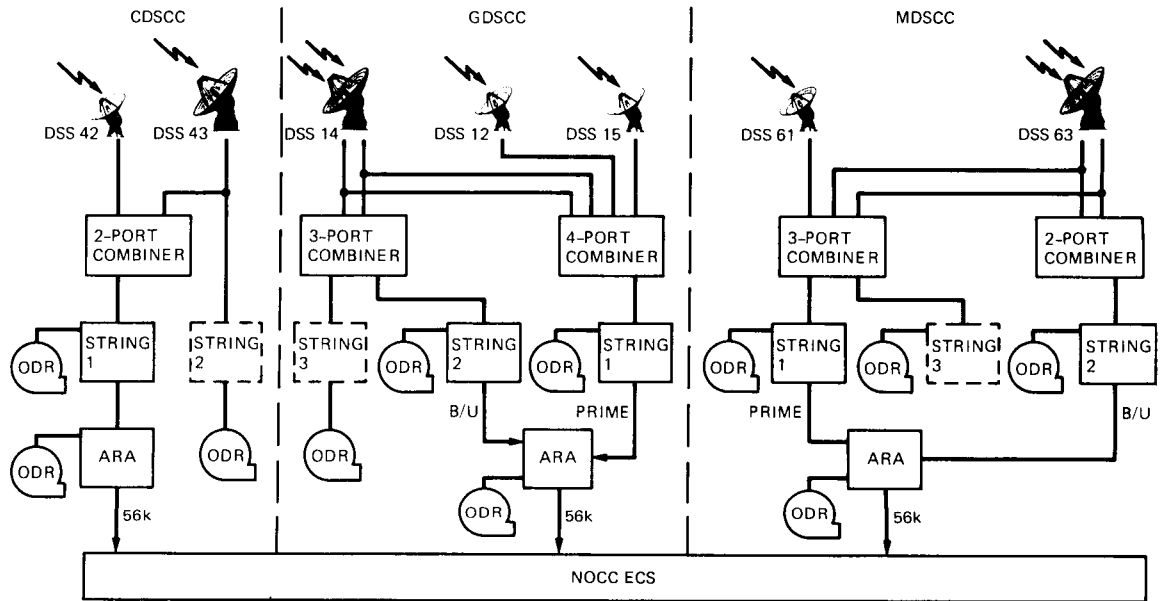 CDSCC
GDSCC
MDSCC
DSS 42
DSS 43
DSS 14
DSS 12
DSS 15
DSS 61
DSS 63
2-PORT
COMBINER
3-PORT
COMBINER
4-PORT
COMBINER
3-PORT
COMBINER
2-PORT
COMBINER
ODR
STRING
1
STRING
2
STRING
3
ODR
STRING
2
ODR
STRING
1
STRING
1
ODR
ODR
STRING
3
ODR
STRING
2
B/U
PRIME
PRIME
B/U
ODR
ARA
ODR
ODR
ARA
ARA
ODR
ODR
56k
56k
56k
NOCC ECS